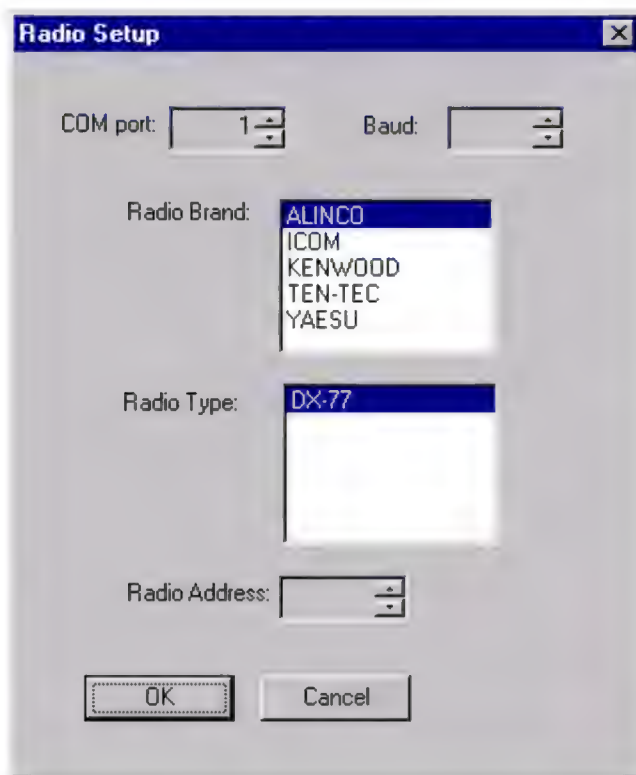 Radio Setup
COM port: 1 Baud:
Radio Brand: ALINCO
ICOM
KENWOOD
TEN-TEC
YAESU
Radio Type: DX-77
Radio Address:
OK Cancel